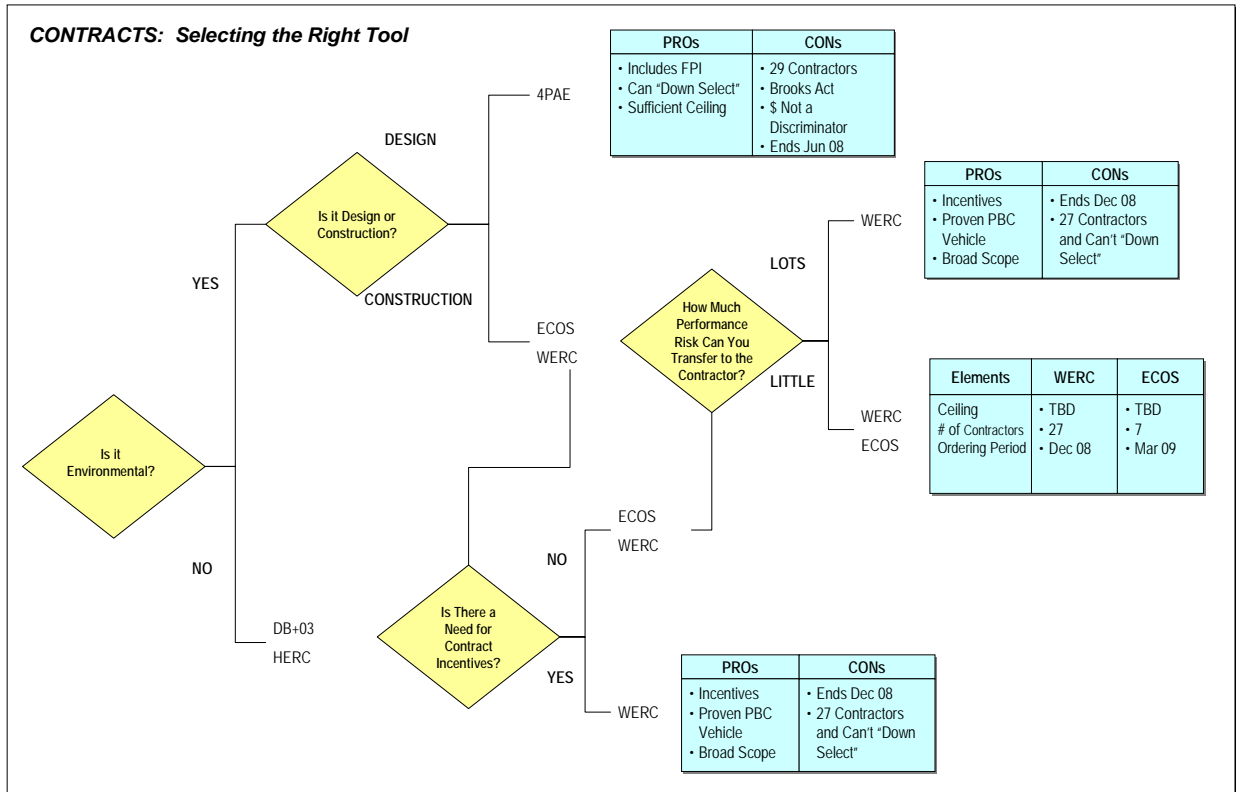 CONTRACTS: Selecting the Right Tool
PROs
CONs
• Includes FPI
• Can "Down Select"
• Sufficient Ceiling
• 29 Contractors
• Brooks Act
• $ Not a
Discriminator
• Ends Jun 08
4PAE
DESIGN
Is it Design or
Construction?
CONSTRUCTION
YES
ECOS
WERC
Is it
Environmental?
NO
DB+03
HERC
PROs
CONs
• Incentives
• Proven PBC
Vehicle
• Broad Scope
• Ends Dec 08
• 27 Contractors
and Can't "Down
Select"
WERC
LOTS
How Much
Performance
Risk Can You
Transfer to the
Contractor?
LITTLE
WERC
ECOS
Elements
WERC
ECOS
Ceiling
• TBD
• TBD
# of Contractors
• 27
• 7
Ordering Period
• Dec 08
• Mar 09
ECOS
WERC
NO
Is There a
Need for
Contract
Incentives?
YES
WERC
PROs
CONs
• Incentives
• Proven PBC
Vehicle
• Broad Scope
• Ends Dec 08
• 27 Contractors
and Can't "Down
Select"